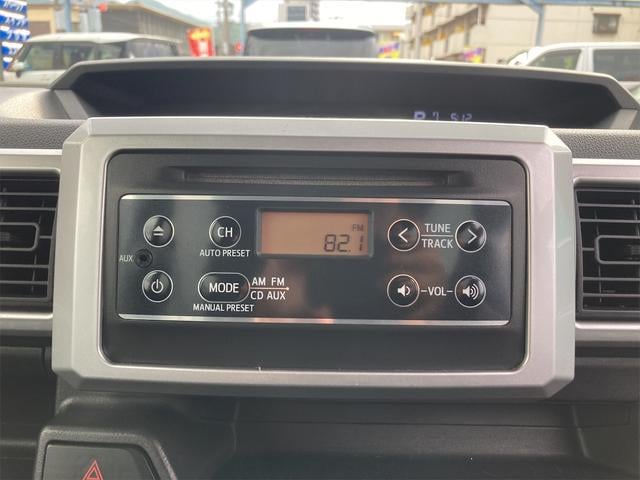 CH
AUTO PRESET
AUX
MODE
AM FM
CD AUX
MANUAL PRESET
FM
82.1
TUNE
TRACK
-VOL-